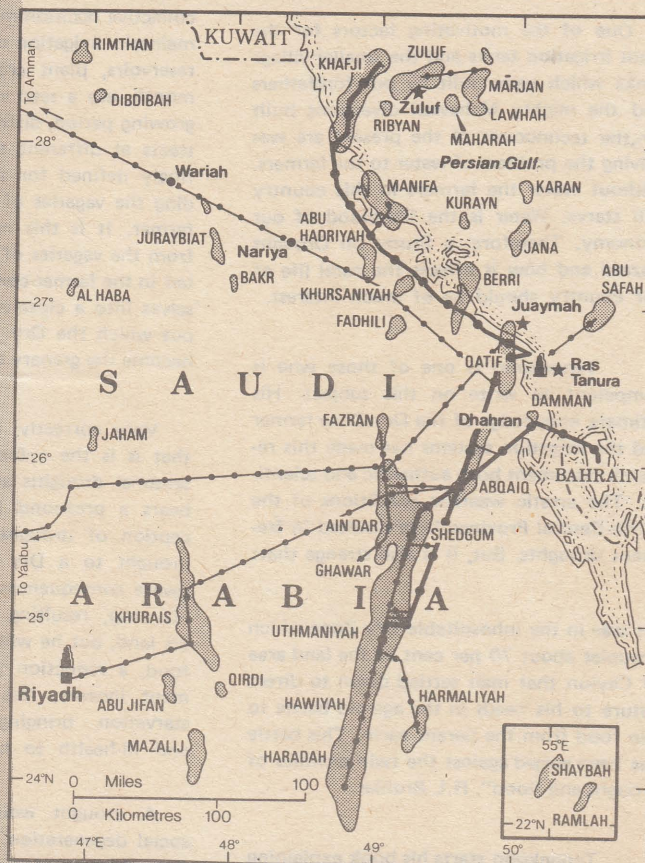 KUWAIT
RIMTHAN
KHAFJI
ZULUF
To Amman
DIBDIBAH
Zuluf
MARJAN
LAWHAH
RIBYAN
MAHARAH
28°
Persian Gulf
Wariah
MANIFA
KARAN
ABU
HADRIYAH
KURAYN
JURAYBIAT
Nariya
JANA
BAKR
KHURSANIYAH
BERRI
ABU
SAFAH
AL HABA
27°
FADHILI
Juaymah
QATIF
Ras
Tanura
SAUDI
DAMMAN
FAZRAN
Dhahran
JAHAM
26°
BAHRAIN
ABQAIQ
AIN DAR
SHEDGUM
To Yanbu
GHAWAR
ARABIA
25°
KHURAIS
UTHMANIYAH
Riyadh
QIRDI
ABU JIFAN
HAWIYAH
HARMALIYAH
MAZALIJ
HARADAH
55°E
SHAYBAH
24°N
0 Miles 100
Kilometres 100
22°N
RAMLAH
47°E
48°
49°
50°